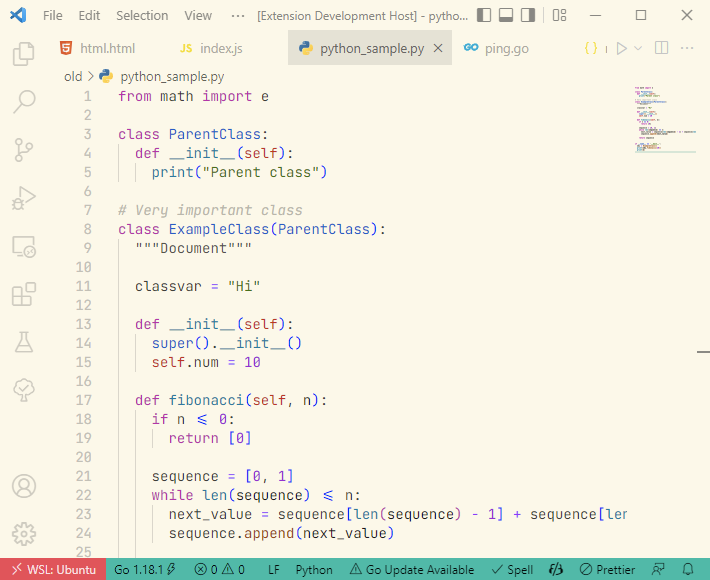 File Edit Selection View ··· [Extension Development Host] - pytho...
html.html JS index.js python_sample.py GO ping.go
old > python_sample.py
1 from math import e
2
3 class ParentClass:
4 def __init__(self):
5 print("Parent class")
6
7 # Very important class
8 class ExampleClass(ParentClass):
9 """Document"""
10
11 classvar = "Hi"
12
13 def __init__(self):
14 super().__init__()
15 self.num = 10
16
17 def fibonacci(self, n):
18 if n <= 0:
19 return [0]
20
21 sequence = [0, 1]
22 while len(sequence) <= n:
23 next_value = sequence[len(sequence) - 1] + sequence[len
24 sequence.append(next_value)
25
WSL: Ubuntu Go 1.18.1 0 0 LF Python Go Update Available Spell Prettier